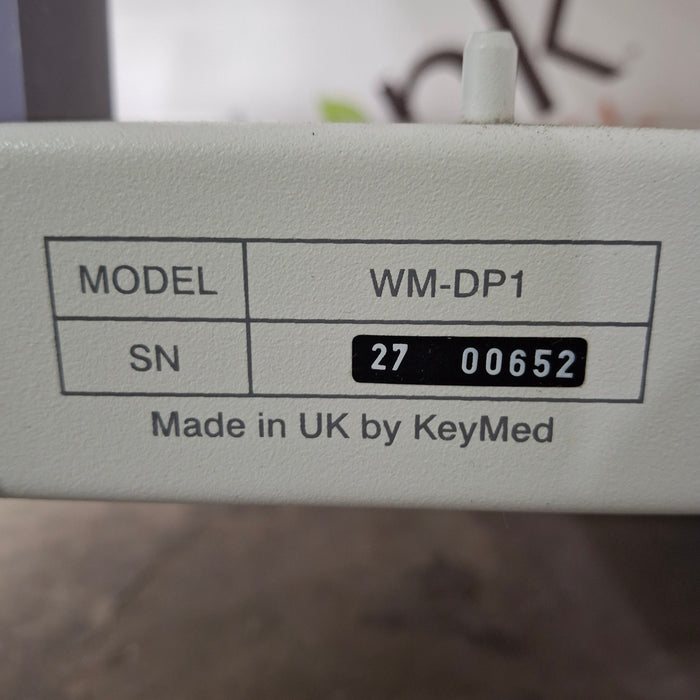 MODEL WM-DP1
SN 27 00652
Made in UK by KeyMed